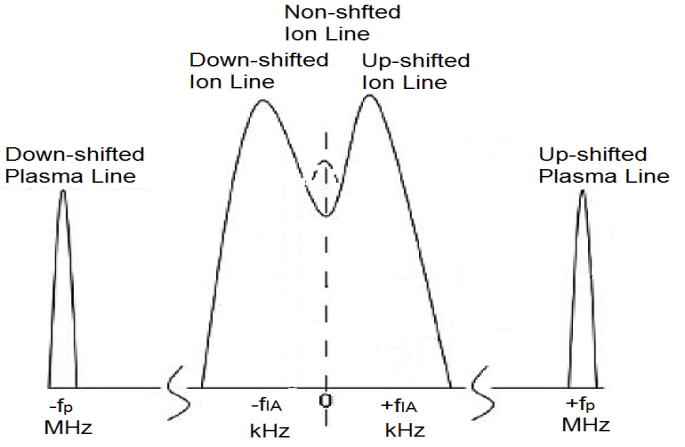 Non-shfted
Ion Line
Down-shifted
Ion Line
Up-shifted
Ion Line
Down-shifted
Plasma Line
Up-shifted
Plasma Line
-fp
MHz
-fIA
kHz
0
+fIA
kHz
+fp
MHz